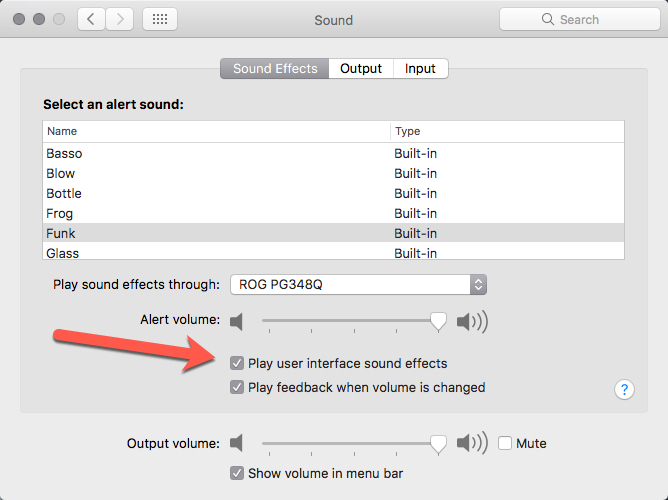 Sound
Search
Sound Effects Output Input
Select an alert sound:
Name Type
Basso Built-in
Blow Built-in
Bottle Built-in
Frog Built-in
Funk Built-in
Glass Built-in
Play sound effects through: ROG PG348Q
Alert volume:
Play user interface sound effects
Play feedback when volume is changed
?
Output volume: Mute
Show volume in menu bar